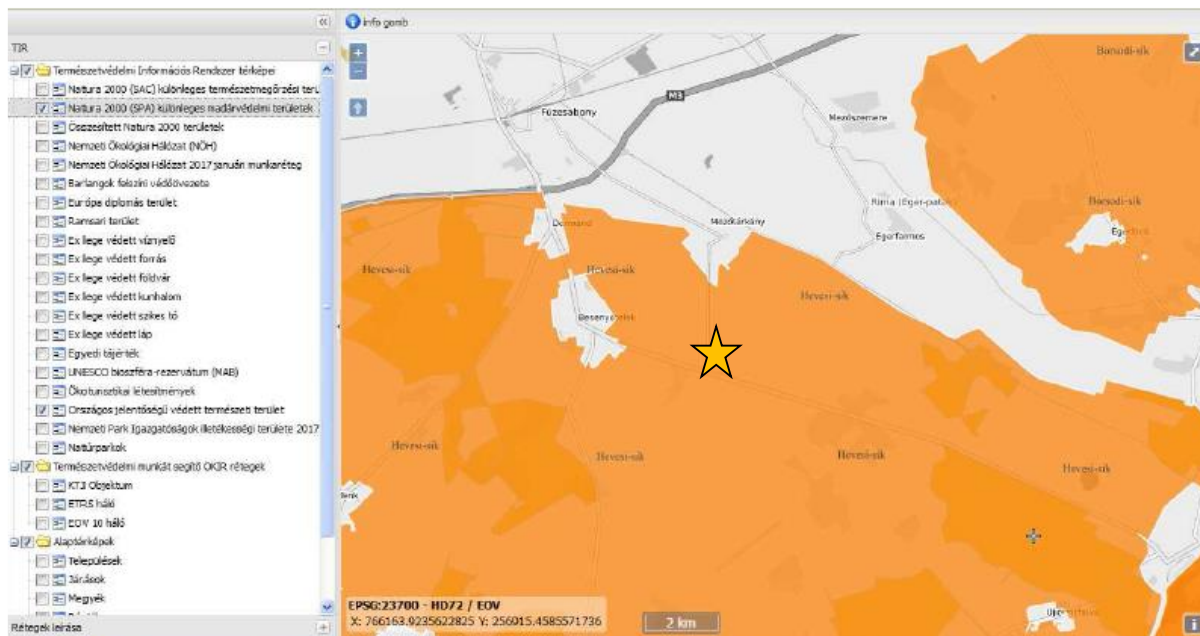 info gomb
TIR
Természetvédelmi Információs Rendszer térképei
Natura 2000 (SAC) különleges természetmegőrzési terü
Natura 2000 (SPA) különleges madárvédelmi területek
Összesített Natura 2000 területek
Nemzeti Ökológiai Hálózat (NÖH)
Nemzeti Ökológiai Hálózat 2017 január munkaréteg
Barlangok felszíni védőövezete
Európa diplomás terület
Ramsari terület
Ex lege védett víznyelő
Ex lege védett forrás
Ex lege védett földvár
Ex lege védett kunhalom
Ex lege védett szikes tó
Ex lege védett láp
Egyedi tájérték
UNESCO bioszféra-rezervátum (MAB)
Ökoturisztikai létesítmények
Országos jelentőségű védett természeti terület
Nemzeti Park Igazgatóságok illetékességi területe 2017
Natúrparkok
Természetvédelmi munkát segítő OKIR rétegek
KTJ Objektum
ETRS háló
EOV 10 háló
Alaptérképek
Települések
Járások
Megyék
Rétegek leírása
Borsodi-sík
M3
Füzesabony
Mezőszemere
Rima (Eger-patak)
Borsodi-sík
Dormánd
Mezőtárkány
Egerfarmos
Hevesi-sík
Hevesi-sík
Hevesi-sík
Besenyőtelek
Hevesi-sík
Hevesi-sík
Hevesi-sík
Hevesi-sík
EPSG:23700 - HD72 / EOV
X: 766163.9235622825 Y: 256015.4585571736
2 km